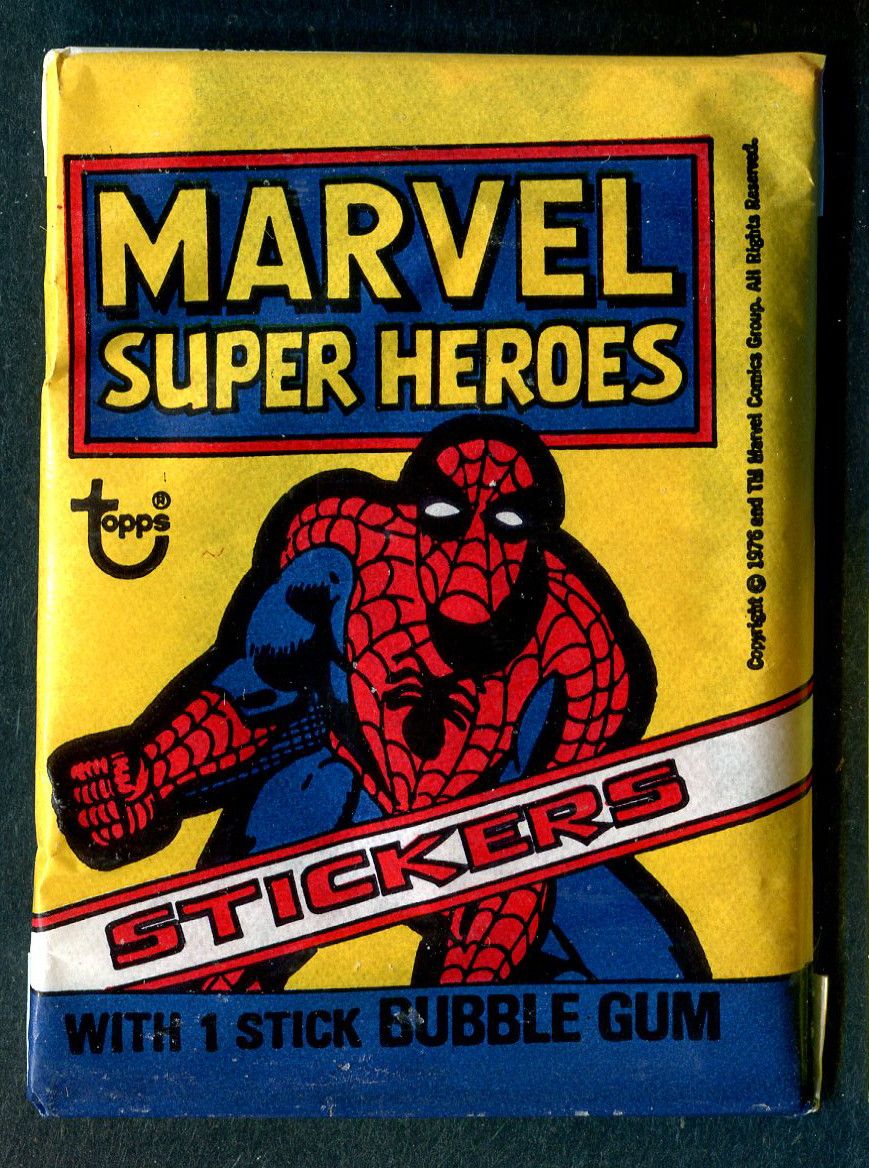 MARVEL
SUPER HEROES
topps®
Copyright © 1976 and TM Marvel Comics Group. All Rights Reserved.
STICKERS
WITH 1 STICK BUBBLE GUM